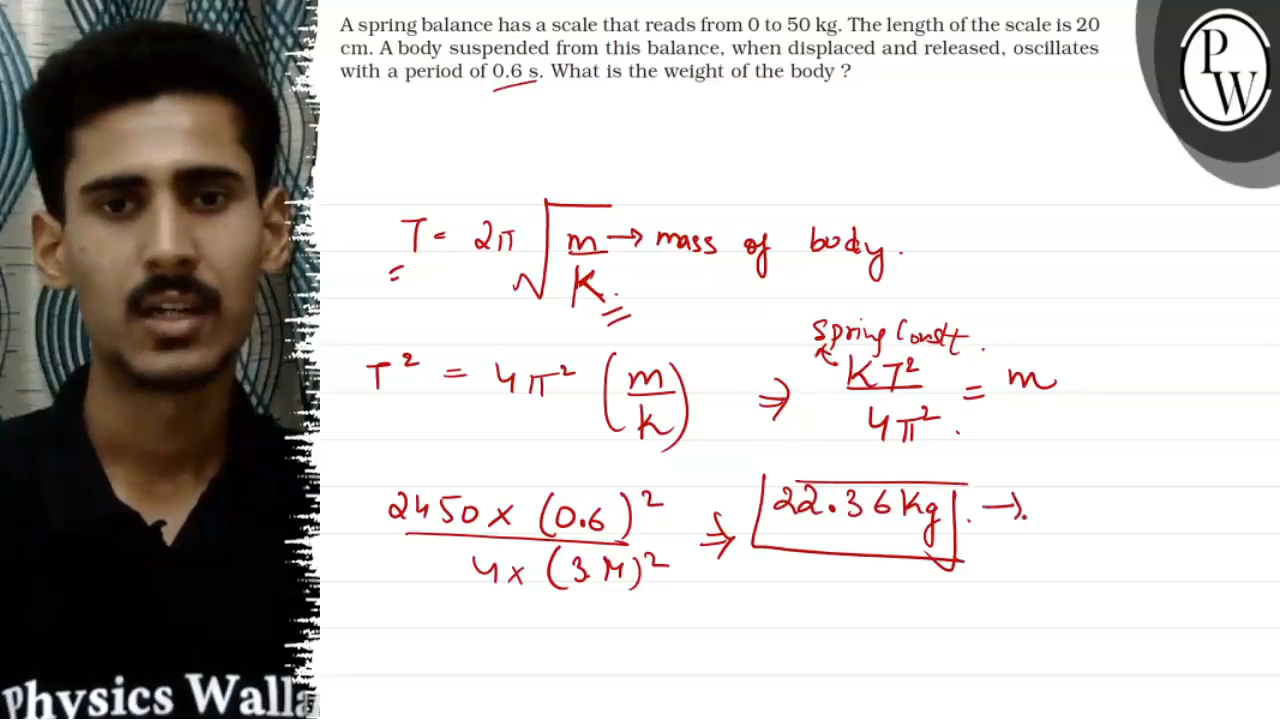 A spring balance has a scale that reads from 0 to 50 kg. The length of the scale is 20
cm. A body suspended from this balance, when displaced and released, oscillates
with a period of 0.6 s. What is the weight of the body ?
P
W
T = 2π √(m/K) → mass of body.
Spring Const.
T² = 4π² (m/k) ⇒ KT²/4π² = m
2450 × (0.6)² / 4 × (3.14)² ⇒ 22.36 Kg. →
Physics Walla